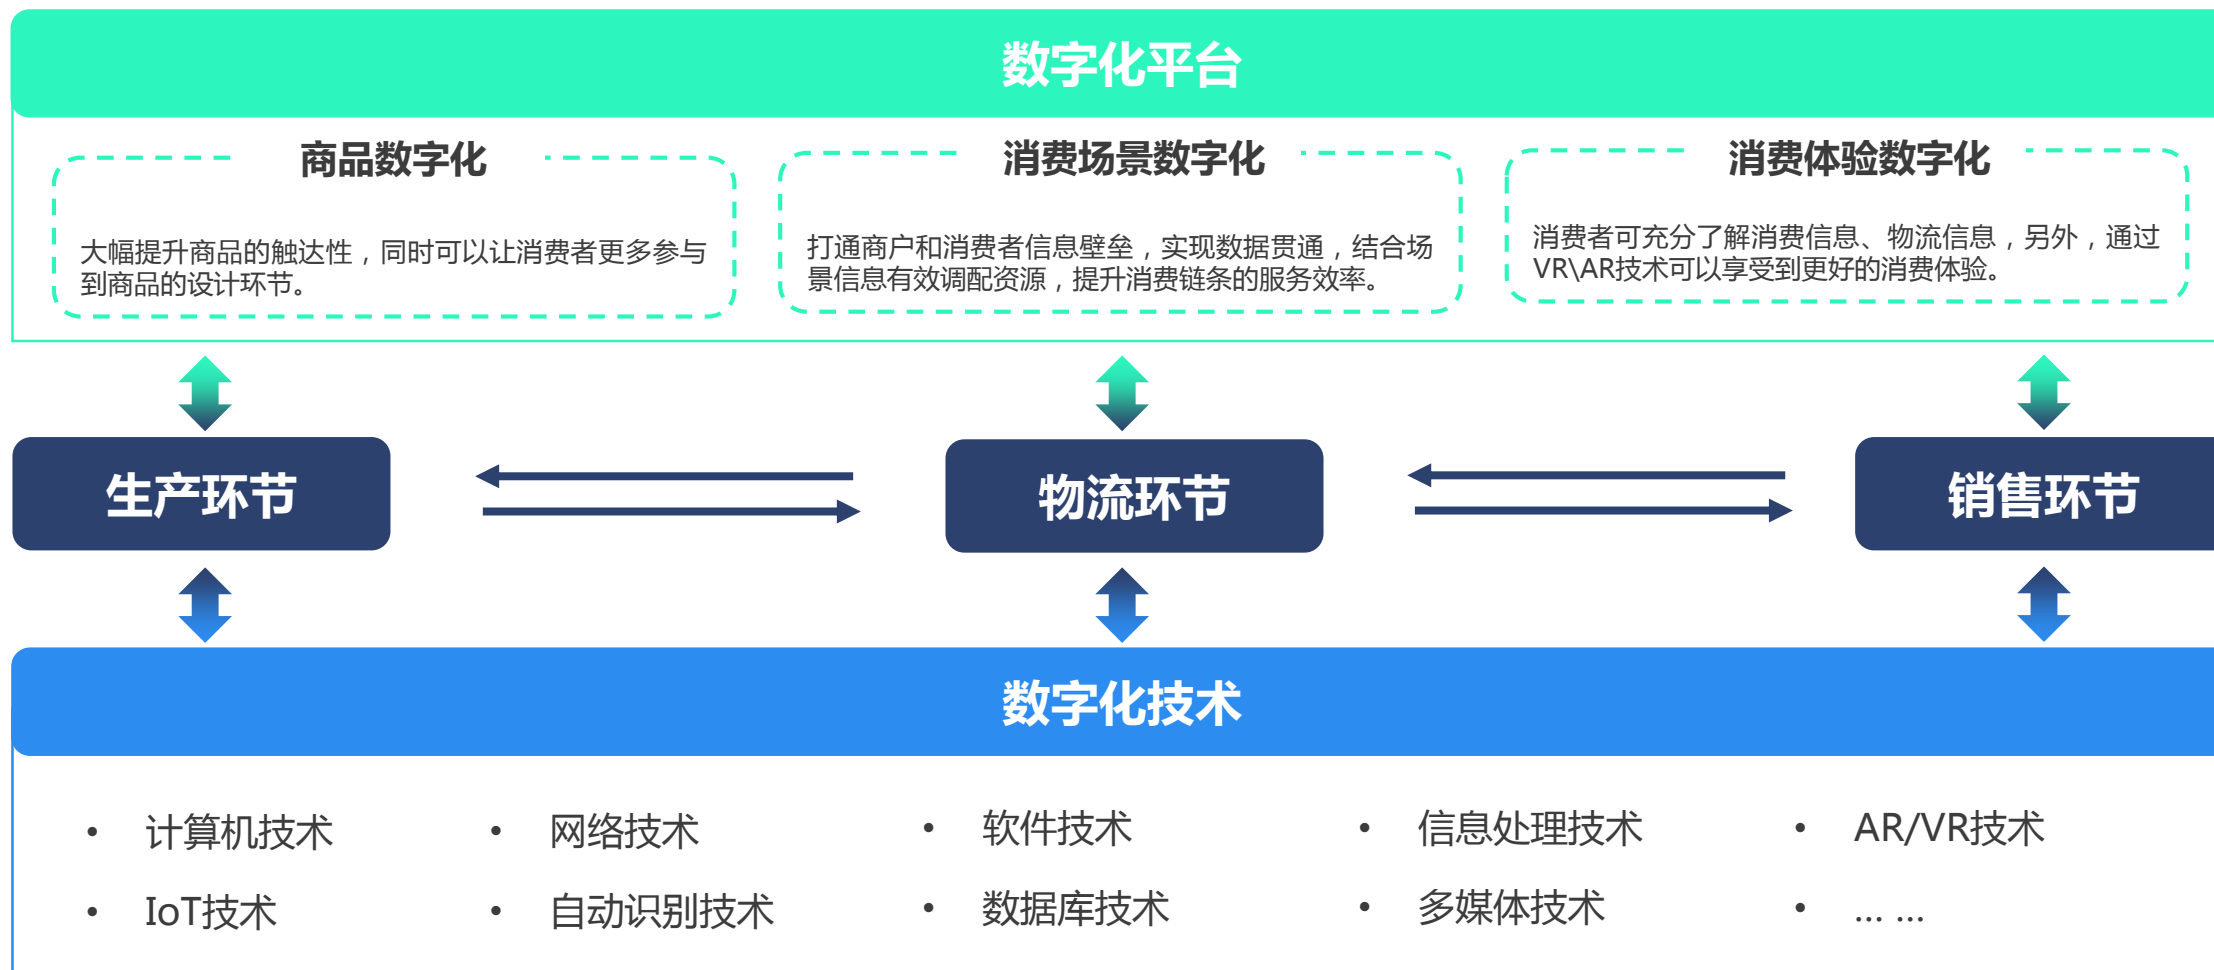 数字化平台
商品数字化
大幅提升商品的触达性，同时可以让消费者更多参与
到商品的设计环节。
消费场景数字化
打通商户和消费者信息壁垒，实现数据贯通，结合场
景信息有效调配资源，提升消费链条的服务效率。
消费体验数字化
消费者可充分了解消费信息、物流信息，另外，通过
VR\AR技术可以享受到更好的消费体验。
生产环节
物流环节
销售环节
数字化技术
• 计算机技术
• 网络技术
• 软件技术
• 信息处理技术
• AR/VR技术
• IoT技术
• 自动识别技术
• 数据库技术
• 多媒体技术
• … …